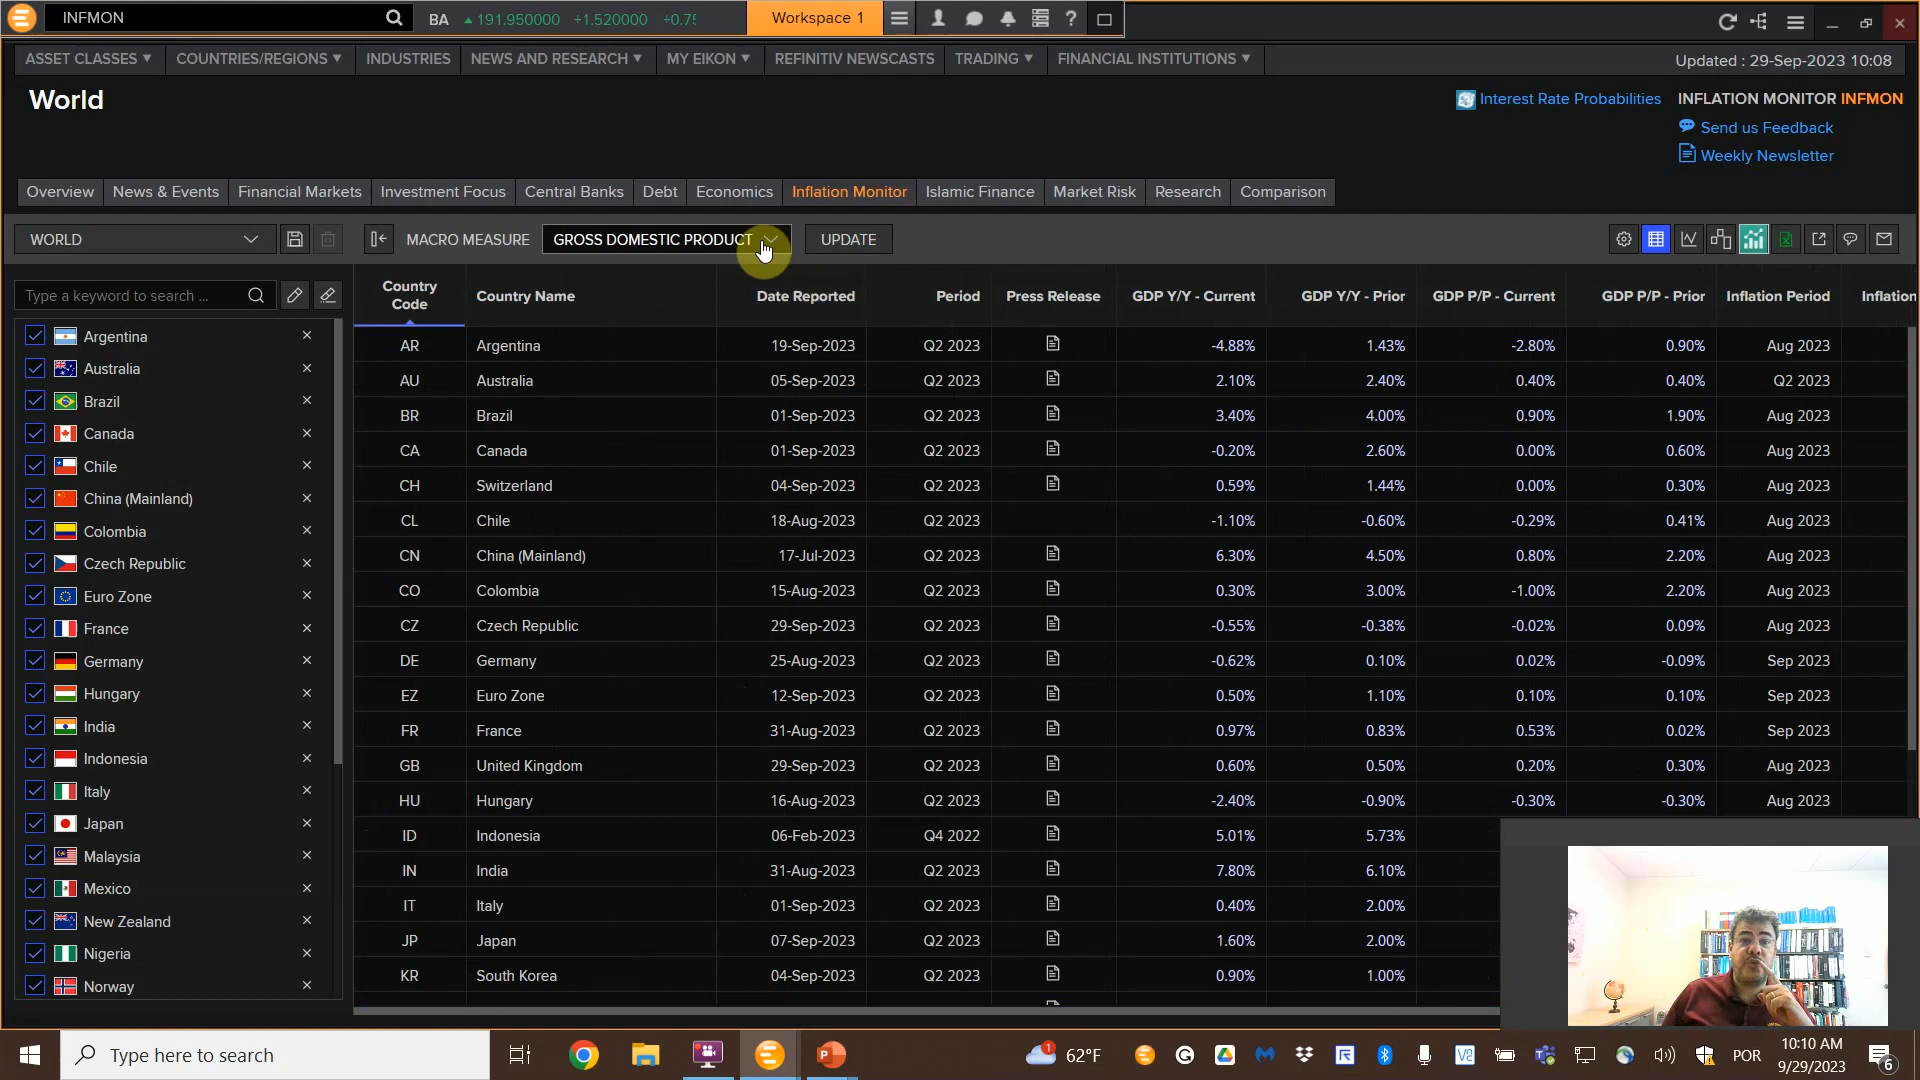 INFMON
BA 191.950000 +1.520000 +0.75
Workspace 1
?
ASSET CLASSES COUNTRIES/REGIONS INDUSTRIES NEWS AND RESEARCH MY EIKON REFINITIV NEWSCASTS TRADING FINANCIAL INSTITUTIONS
Updated : 29-Sep-2023 10:08
World
Interest Rate Probabilities
INFLATION MONITOR INFMON
Send us Feedback
Weekly Newsletter
Overview News & Events Financial Markets Investment Focus Central Banks Debt Economics Inflation Monitor Islamic Finance Market Risk Research Comparison
WORLD MACRO MEASURE GROSS DOMESTIC PRODUCT UPDATE
Type a keyword to search ...
Argentina
Australia
Brazil
Canada
Chile
China (Mainland)
Colombia
Czech Republic
Euro Zone
France
Germany
Hungary
India
Indonesia
Italy
Japan
Malaysia
Mexico
New Zealand
Nigeria
Norway
Country Code Country Name Date Reported Period Press Release GDP Y/Y - Current GDP Y/Y - Prior GDP P/P - Current GDP P/P - Prior Inflation Period Inflation
AR Argentina 19-Sep-2023 Q2 2023 -4.88% 1.43% -2.80% 0.90% Aug 2023
AU Australia 05-Sep-2023 Q2 2023 2.10% 2.40% 0.40% 0.40% Q2 2023
BR Brazil 01-Sep-2023 Q2 2023 3.40% 4.00% 0.90% 1.90% Aug 2023
CA Canada 01-Sep-2023 Q2 2023 -0.20% 2.60% 0.00% 0.60% Aug 2023
CH Switzerland 04-Sep-2023 Q2 2023 0.59% 1.44% 0.00% 0.30% Aug 2023
CL Chile 18-Aug-2023 Q2 2023 -1.10% -0.60% -0.29% 0.41% Aug 2023
CN China (Mainland) 17-Jul-2023 Q2 2023 6.30% 4.50% 0.80% 2.20% Aug 2023
CO Colombia 15-Aug-2023 Q2 2023 0.30% 3.00% -1.00% 2.20% Aug 2023
CZ Czech Republic 29-Sep-2023 Q2 2023 -0.55% -0.38% -0.02% 0.09% Aug 2023
DE Germany 25-Aug-2023 Q2 2023 -0.62% 0.10% 0.02% -0.09% Sep 2023
EZ Euro Zone 12-Sep-2023 Q2 2023 0.50% 1.10% 0.10% 0.10% Sep 2023
FR France 31-Aug-2023 Q2 2023 0.97% 0.83% 0.53% 0.02% Sep 2023
GB United Kingdom 29-Sep-2023 Q2 2023 0.60% 0.50% 0.20% 0.30% Aug 2023
HU Hungary 16-Aug-2023 Q2 2023 -2.40% -0.90% -0.30% -0.30% Aug 2023
ID Indonesia 06-Feb-2023 Q4 2022 5.01% 5.73%
IN India 31-Aug-2023 Q2 2023 7.80% 6.10%
IT Italy 01-Sep-2023 Q2 2023 0.40% 2.00%
JP Japan 07-Sep-2023 Q2 2023 1.60% 2.00%
KR South Korea 04-Sep-2023 Q2 2023 0.90% 1.00%
Type here to search
62°F
POR
10:10 AM
9/29/2023
6